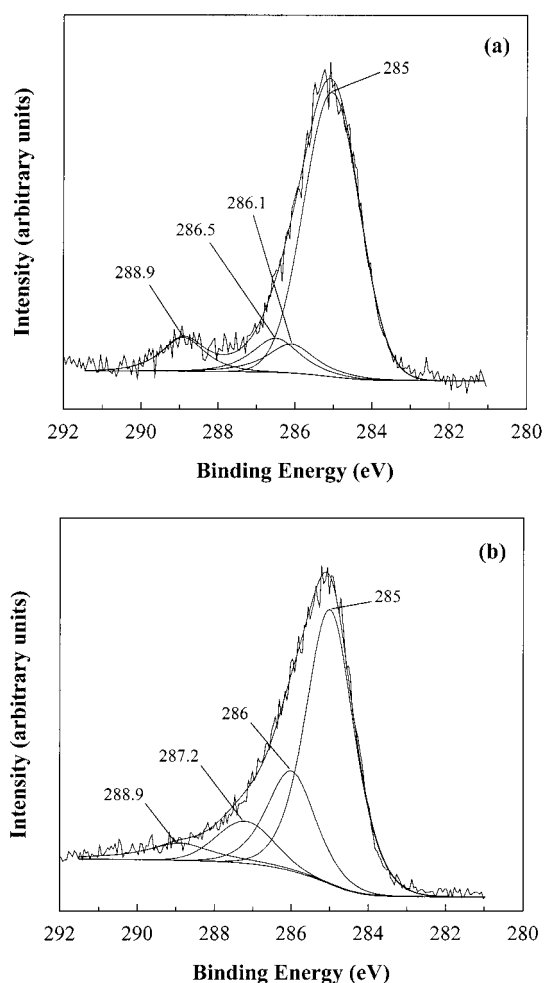 (a)
285
286.1
286.5
288.9
Intensity (arbitrary units)
292 290 288 286 284 282 280
Binding Energy (eV)
(b)
285
286
287.2
288.9
Intensity (arbitrary units)
292 290 288 286 284 282 280
Binding Energy (eV)